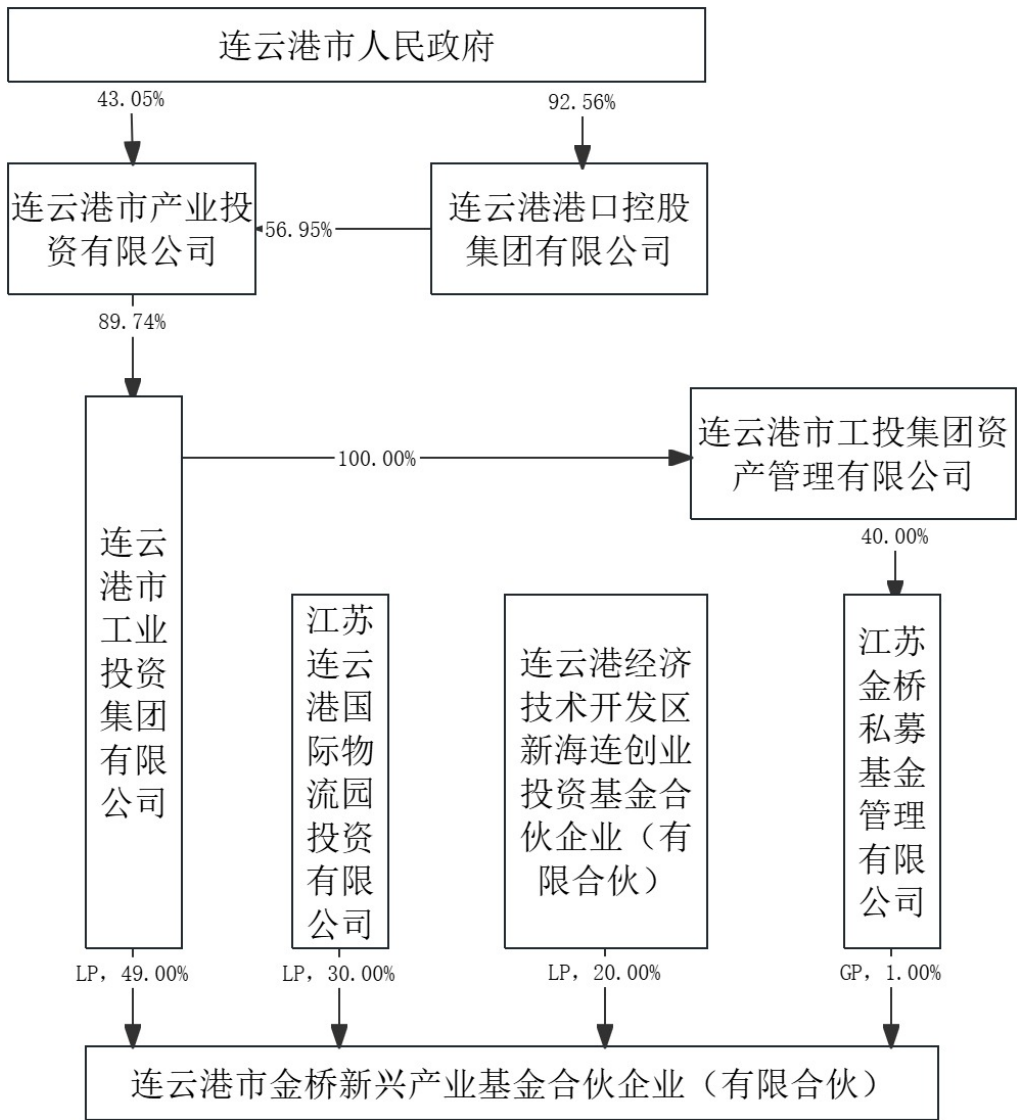 连云港市人民政府
43.05%
92.56%
连云港市产业投
资有限公司
56.95%
连云港港口控股
集团有限公司
89.74%
100.00%
连云港市工投集团资
产管理有限公司
40.00%
连云
港市
工业
投资
集团
有限
公司
江苏
连云
港国
际物
流园
投资
有限
公司
连云港经济
技术开发区
新海连创业
投资基金合
伙企业（有
限合伙）
江苏
金桥
私募
基金
管理
有限
公司
LP，49.00%
LP，30.00%
LP，20.00%
GP，1.00%
连云港市金桥新兴产业基金合伙企业（有限合伙）